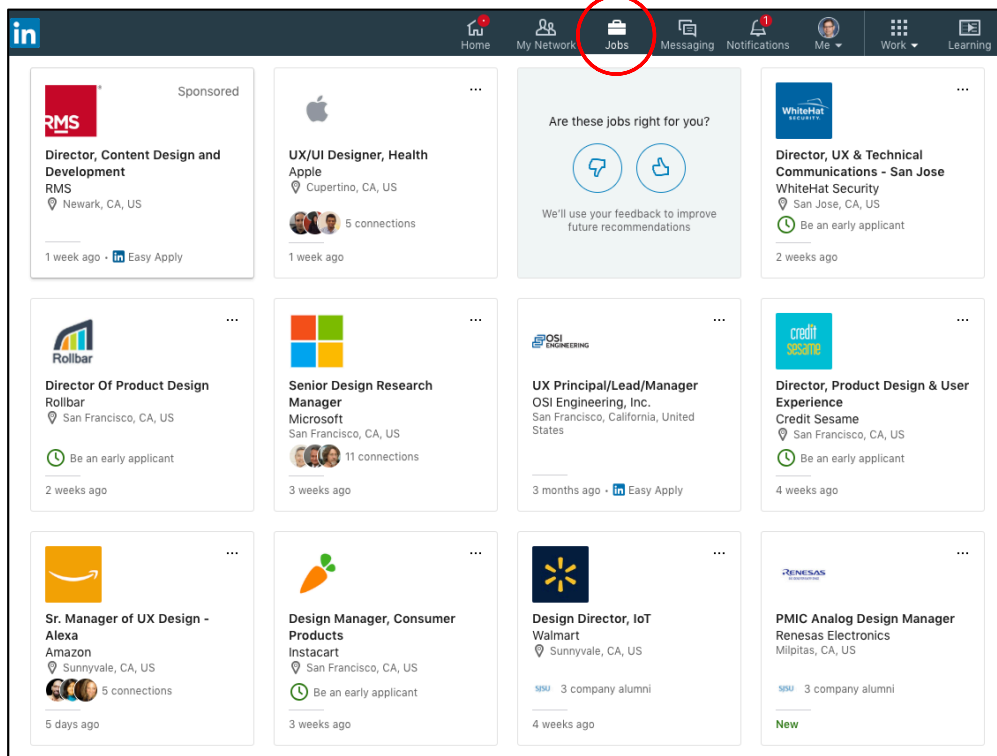 in
Home
My Network
Jobs
Messaging
1
Notifications
Me
Work
Learning
RMS
Sponsored
Director, Content Design and
Development
RMS
Newark, CA, US
1 week ago • in Easy Apply
...
UX/UI Designer, Health
Apple
Cupertino, CA, US
5 connections
1 week ago
Are these jobs right for you?
We'll use your feedback to improve
future recommendations
WhiteHat
SECURITY.
...
Director, UX & Technical
Communications - San Jose
WhiteHat Security
San Jose, CA, US
Be an early applicant
2 weeks ago
Rollbar
...
Director Of Product Design
Rollbar
San Francisco, CA, US
Be an early applicant
2 weeks ago
...
Senior Design Research
Manager
Microsoft
San Francisco, CA, US
11 connections
3 weeks ago
OSI
ENGINEERING
...
UX Principal/Lead/Manager
OSI Engineering, Inc.
San Francisco, California, United
States
3 months ago • in Easy Apply
credit
sesame
...
Director, Product Design & User
Experience
Credit Sesame
San Francisco, CA, US
Be an early applicant
4 weeks ago
...
Sr. Manager of UX Design -
Alexa
Amazon
Sunnyvale, CA, US
5 connections
5 days ago
...
Design Manager, Consumer
Products
Instacart
San Francisco, CA, US
Be an early applicant
3 weeks ago
...
Design Director, IoT
Walmart
Sunnyvale, CA, US
SJSU 3 company alumni
4 weeks ago
RENESAS
...
PMIC Analog Design Manager
Renesas Electronics
Milpitas, CA, US
SJSU 3 company alumni
New